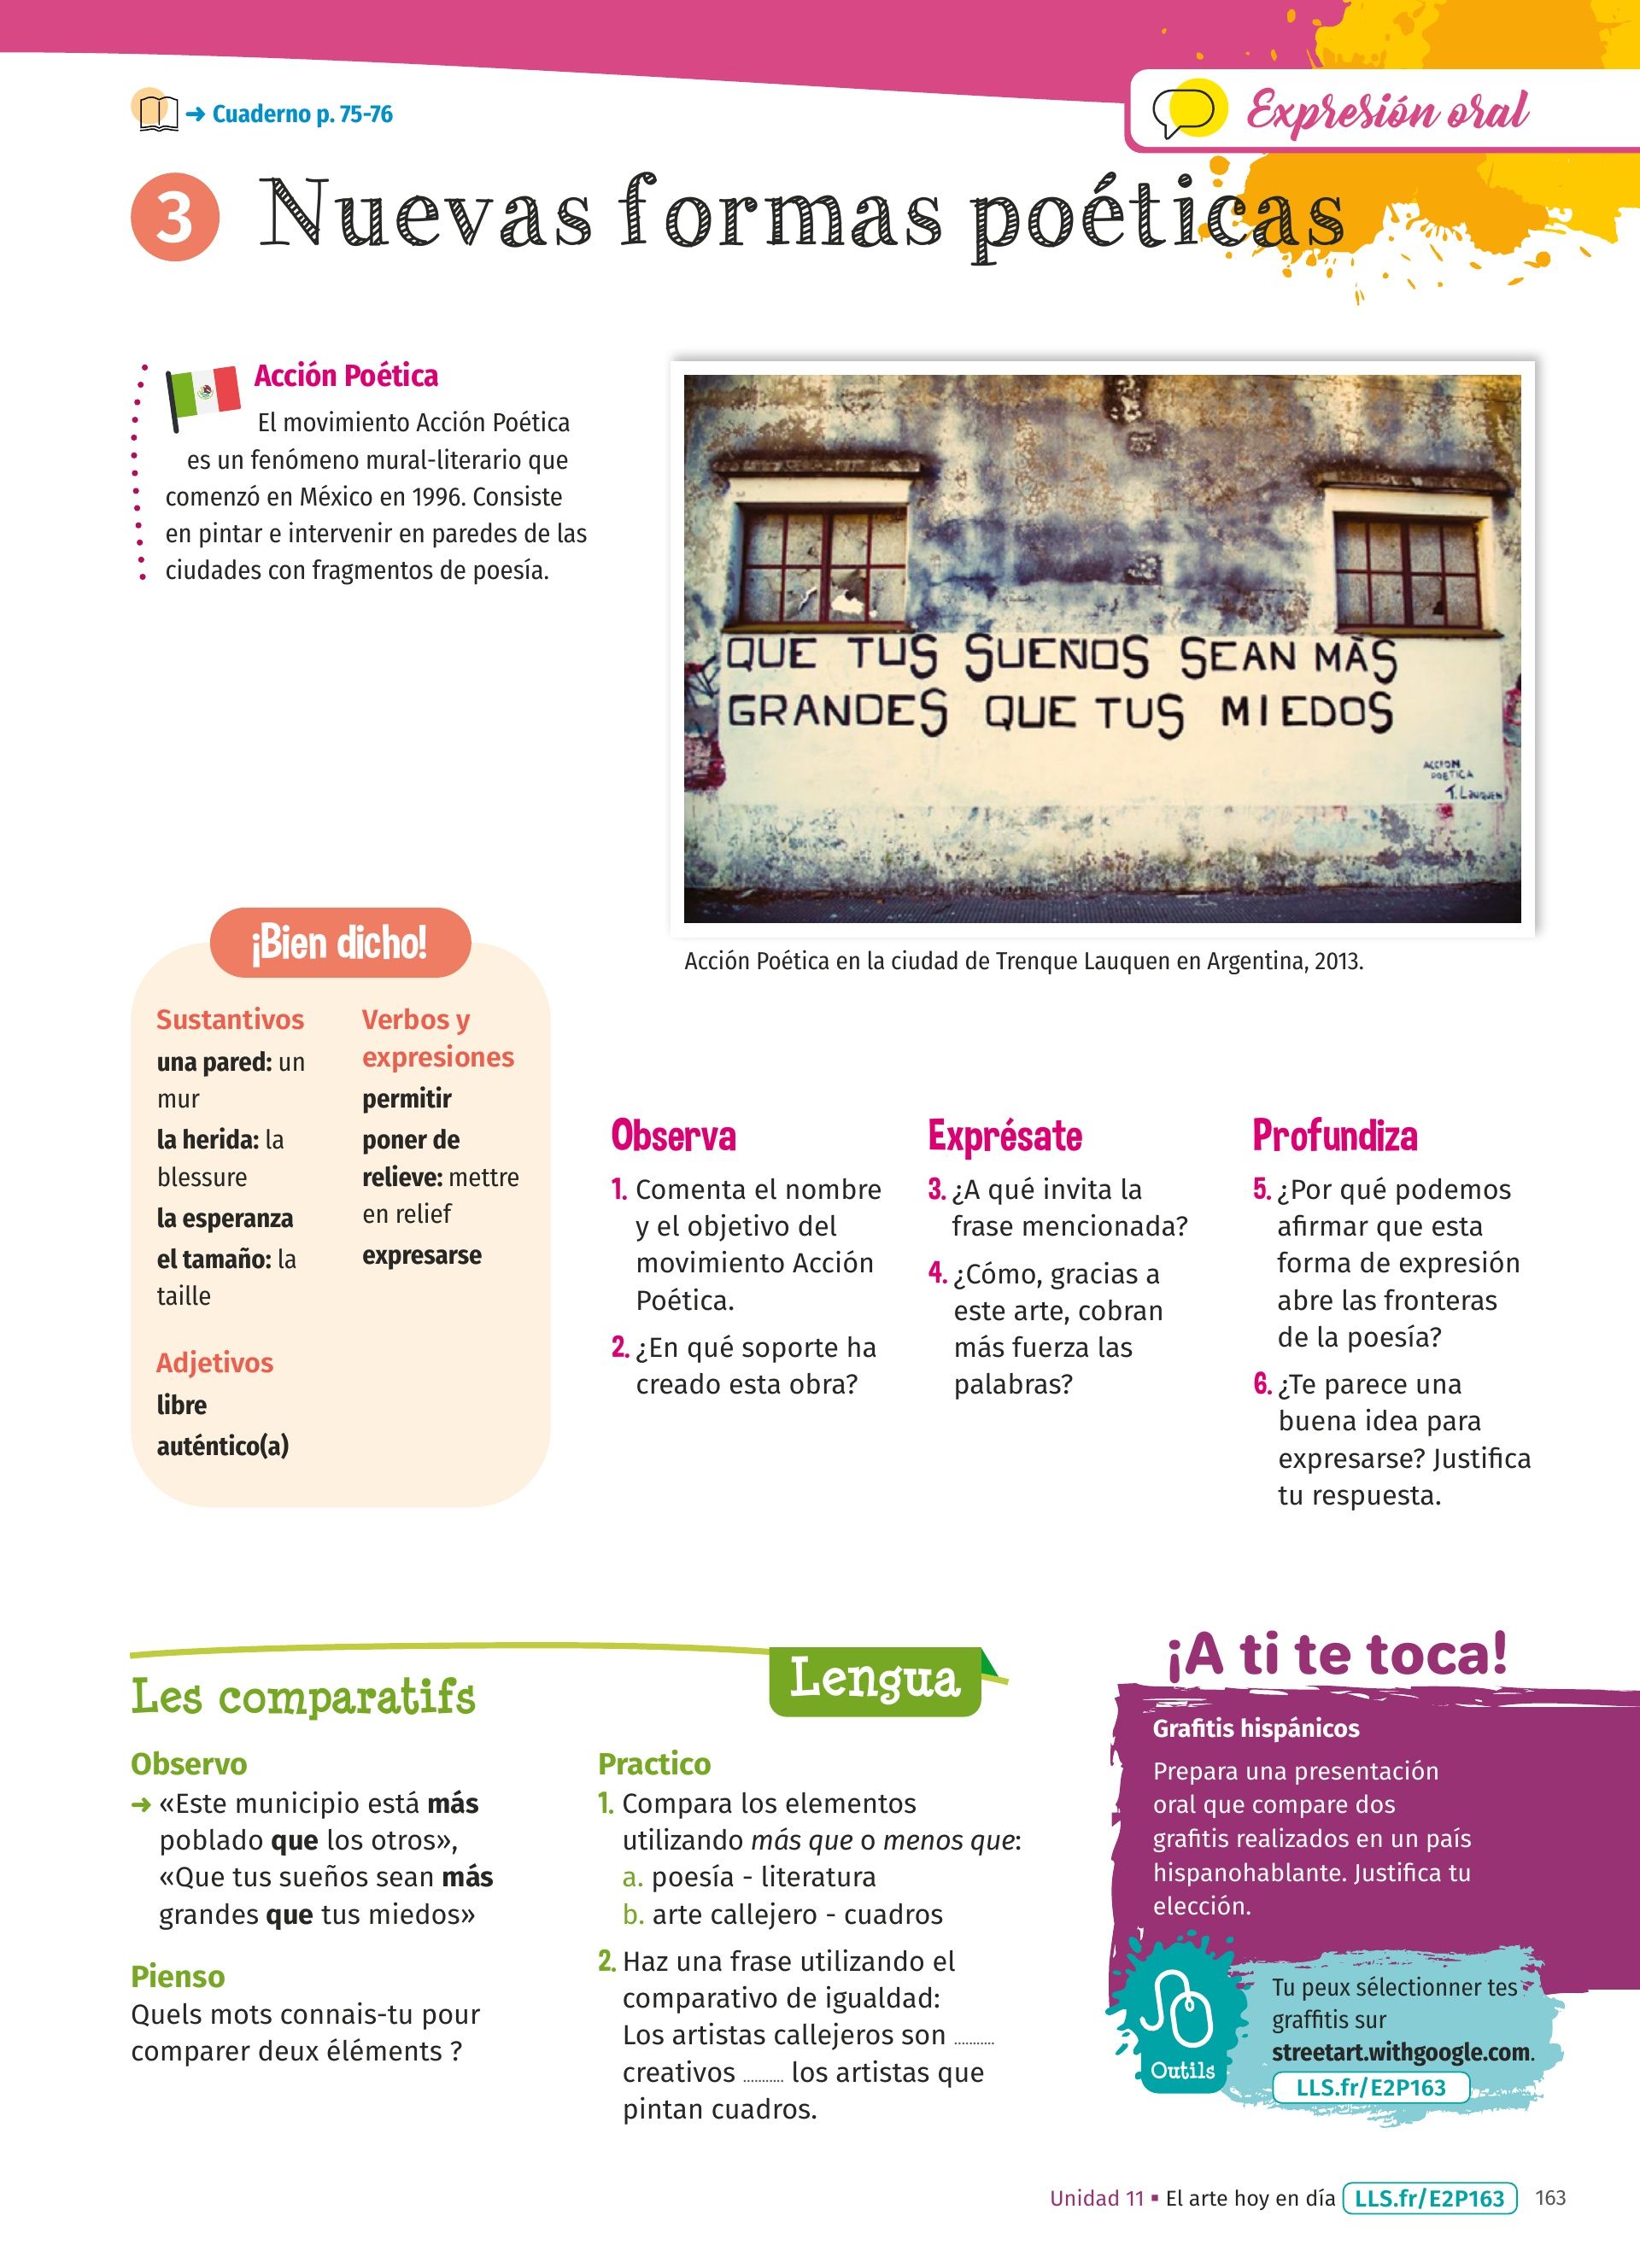 → Cuaderno p. 75-76
Expresión oral
3 Nuevas formas poéticas
Acción Poética
El movimiento Acción Poética
es un fenómeno mural-literario que
comenzó en México en 1996. Consiste
en pintar e intervenir en paredes de las
ciudades con fragmentos de poesía.
QUE TUS SUEÑOS SEAN MÁS
GRANDES QUE TUS MIEDOS
ACCION
POETICA
T. Lauquen
Acción Poética en la ciudad de Trenque Lauquen en Argentina, 2013.
¡Bien dicho!
Sustantivos
una pared: un
mur
la herida: la
blessure
la esperanza
el tamaño: la
taille
Adjetivos
libre
auténtico(a)
Verbos y
expresiones
permitir
poner de
relieve: mettre
en relief
expresarse
Observa
1. Comenta el nombre
y el objetivo del
movimiento Acción
Poética.
2. ¿En qué soporte ha
creado esta obra?
Exprésate
3. ¿A qué invita la
frase mencionada?
4. ¿Cómo, gracias a
este arte, cobran
más fuerza las
palabras?
Profundiza
5. ¿Por qué podemos
afirmar que esta
forma de expresión
abre las fronteras
de la poesía?
6. ¿Te parece una
buena idea para
expresarse? Justifica
tu respuesta.
Lengua
Les comparatifs
Observo
→ «Este municipio está más
poblado que los otros»,
«Que tus sueños sean más
grandes que tus miedos»
Pienso
Quels mots connais-tu pour
comparer deux éléments ?
Practico
1. Compara los elementos
utilizando más que o menos que:
a. poesía - literatura
b. arte callejero - cuadros
2. Haz una frase utilizando el
comparativo de igualdad:
Los artistas callejeros son ...........
creativos ........... los artistas que
pintan cuadros.
¡A ti te toca!
Grafitis hispánicos
Prepara una presentación
oral que compare dos
grafitis realizados en un país
hispanohablante. Justifica tu
elección.
Outils
Tu peux sélectionner tes
graffitis sur
streetart.withgoogle.com.
LLS.fr/E2P163
Unidad 11 ▪ El arte hoy en día LLS.fr/E2P163 163